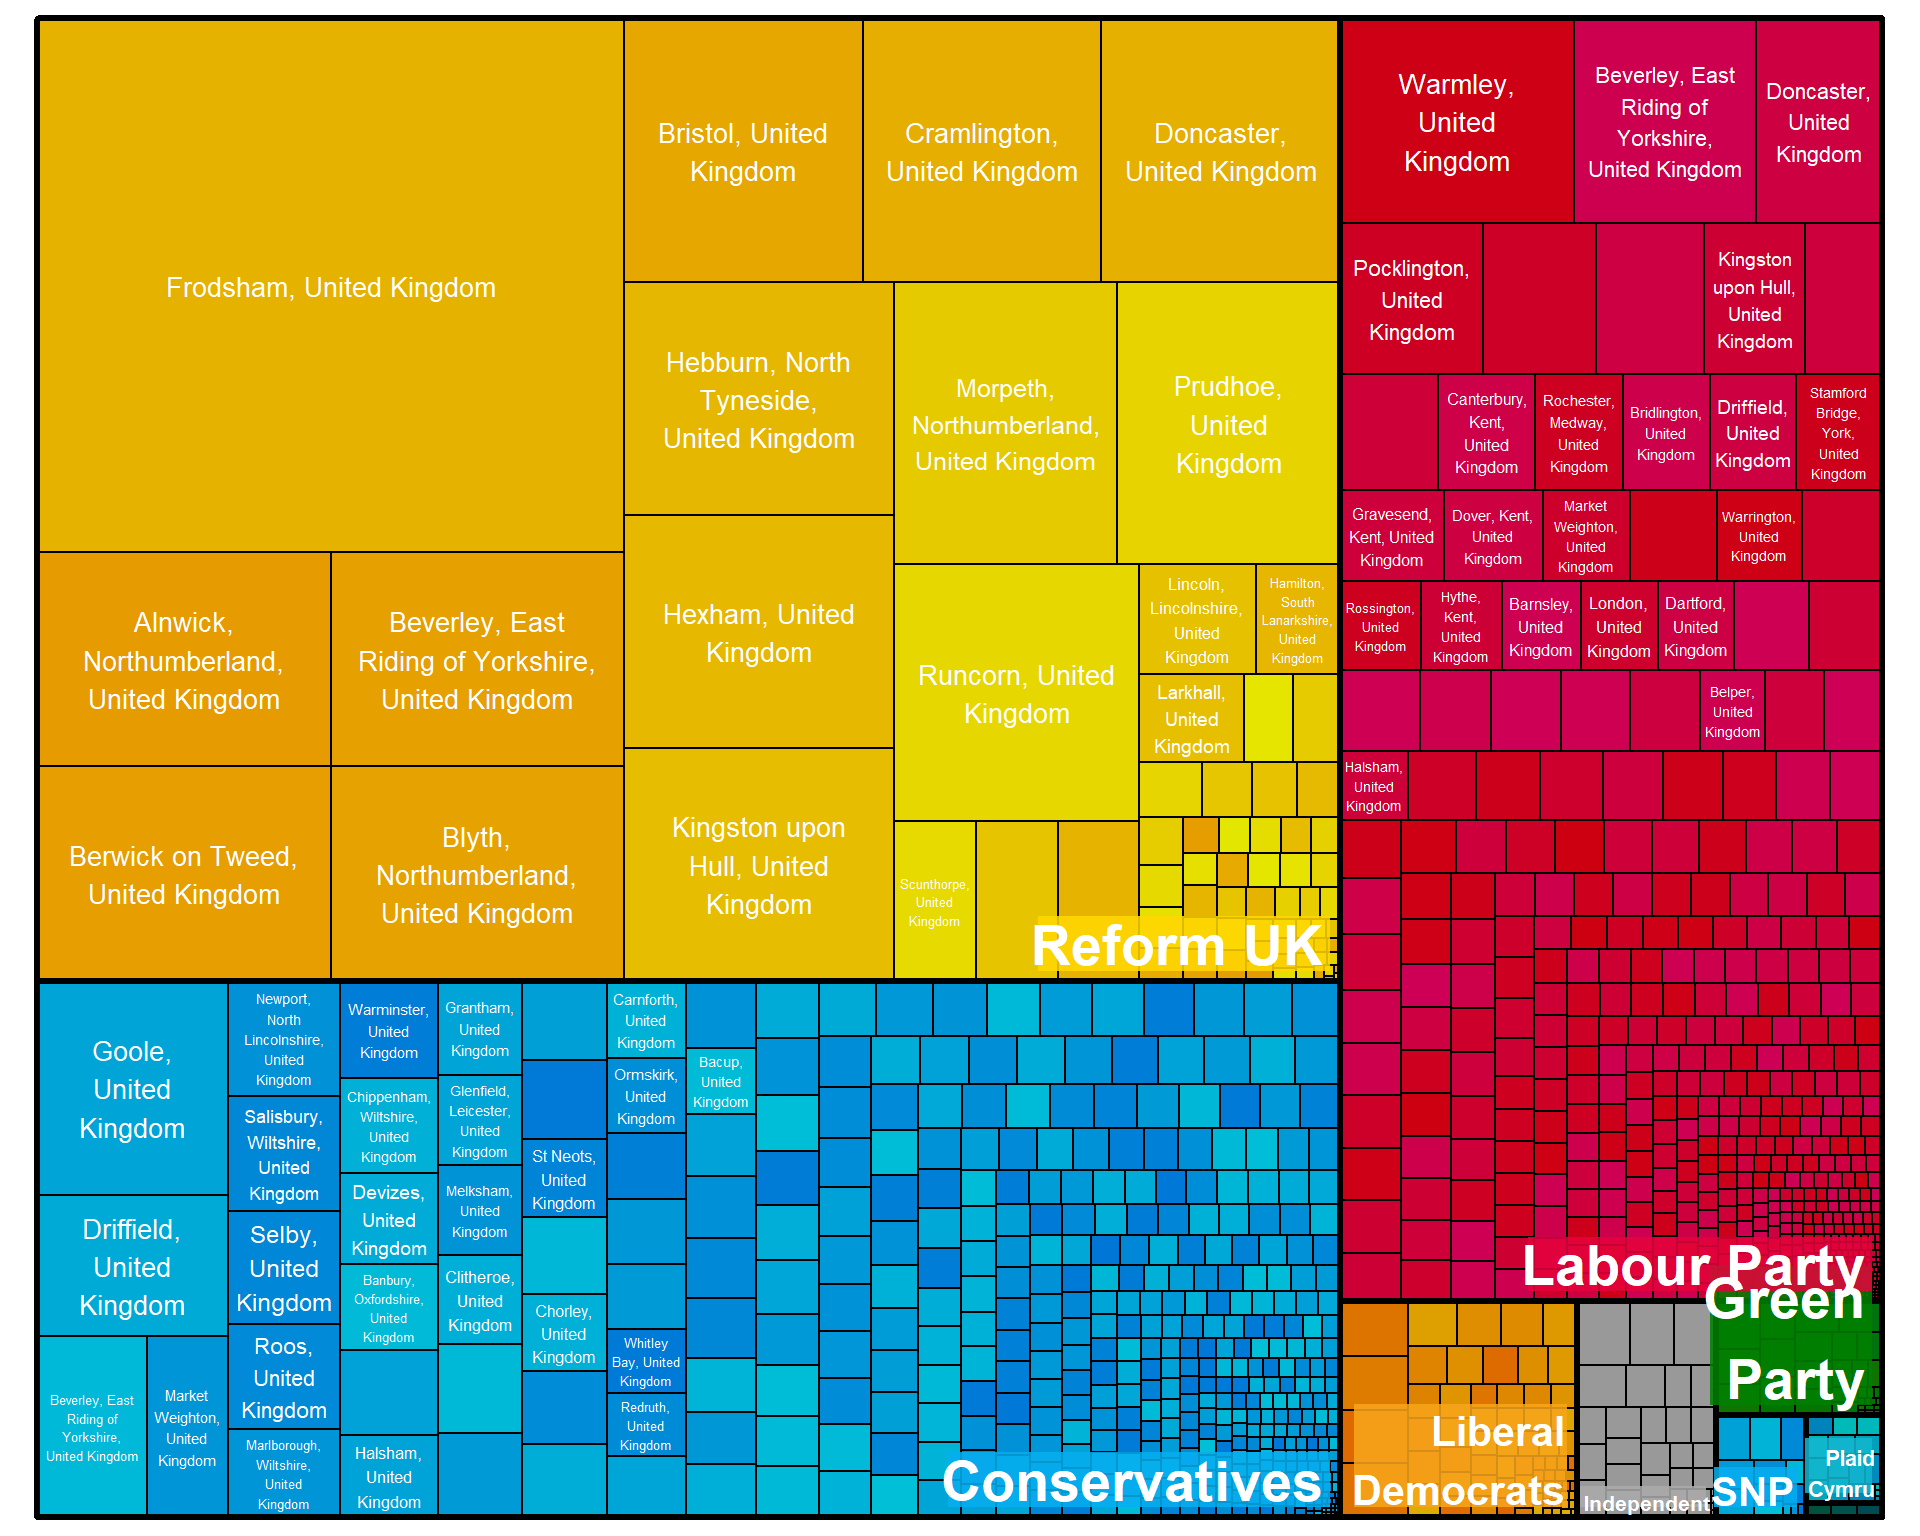 Frodsham, United Kingdom
Bristol, United
Kingdom
Cramlington,
United Kingdom
Doncaster,
United Kingdom
Hebburn, North
Tyneside,
United Kingdom
Morpeth,
Northumberland,
United Kingdom
Prudhoe,
United
Kingdom
Alnwick,
Northumberland,
United Kingdom
Beverley, East
Riding of Yorkshire,
United Kingdom
Hexham, United
Kingdom
Runcorn, United
Kingdom
Lincoln,
Lincolnshire,
United
Kingdom
Hamilton,
South
Lanarkshire,
United
Kingdom
Larkhall,
United
Kingdom
Berwick on Tweed,
United Kingdom
Blyth,
Northumberland,
United Kingdom
Kingston upon
Hull, United
Kingdom
Scunthorpe,
United
Kingdom
Reform UK
Warmley,
United
Kingdom
Beverley, East
Riding of
Yorkshire,
United Kingdom
Doncaster,
United
Kingdom
Pocklington,
United
Kingdom
Kingston
upon Hull,
United
Kingdom
Canterbury,
Kent,
United
Kingdom
Rochester,
Medway,
United
Kingdom
Bridlington,
United
Kingdom
Driffield,
United
Kingdom
Stamford
Bridge,
York,
United
Kingdom
Gravesend,
Kent, United
Kingdom
Dover, Kent,
United
Kingdom
Market
Weighton,
United
Kingdom
Warrington,
United
Kingdom
Rossington,
United
Kingdom
Hythe,
Kent,
United
Kingdom
Barnsley,
United
Kingdom
London,
United
Kingdom
Dartford,
United
Kingdom
Belper,
United
Kingdom
Halsham,
United
Kingdom
Labour Party
Goole,
United
Kingdom
Driffield,
United
Kingdom
Beverley, East
Riding of
Yorkshire,
United Kingdom
Market
Weighton,
United
Kingdom
Newport,
North
Lincolnshire,
United
Kingdom
Salisbury,
Wiltshire,
United
Kingdom
Selby,
United
Kingdom
Roos,
United
Kingdom
Marlborough,
Wiltshire,
United
Kingdom
Warminster,
United
Kingdom
Chippenham,
Wiltshire,
United
Kingdom
Devizes,
United
Kingdom
Banbury,
Oxfordshire,
United
Kingdom
Halsham,
United
Kingdom
Grantham,
United
Kingdom
Glenfield,
Leicester,
United
Kingdom
Melksham,
United
Kingdom
Clitheroe,
United
Kingdom
St Neots,
United
Kingdom
Chorley,
United
Kingdom
Carnforth,
United
Kingdom
Ormskirk,
United
Kingdom
Whitley
Bay, United
Kingdom
Redruth,
United
Kingdom
Bacup,
United
Kingdom
Conservatives
Liberal
Democrats
Independent
Green
Party
SNP
Plaid
Cymru